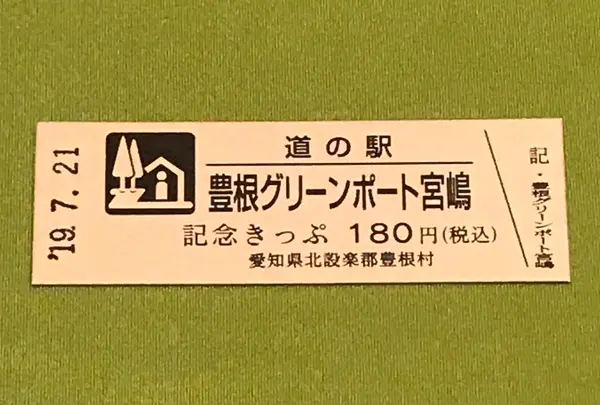 '19.7.21
道の駅
豊根グリーンポート宮嶋
記念きっぷ 180円(税込)
愛知県北設楽郡豊根村
記・豊根グリーンポート宮嶋